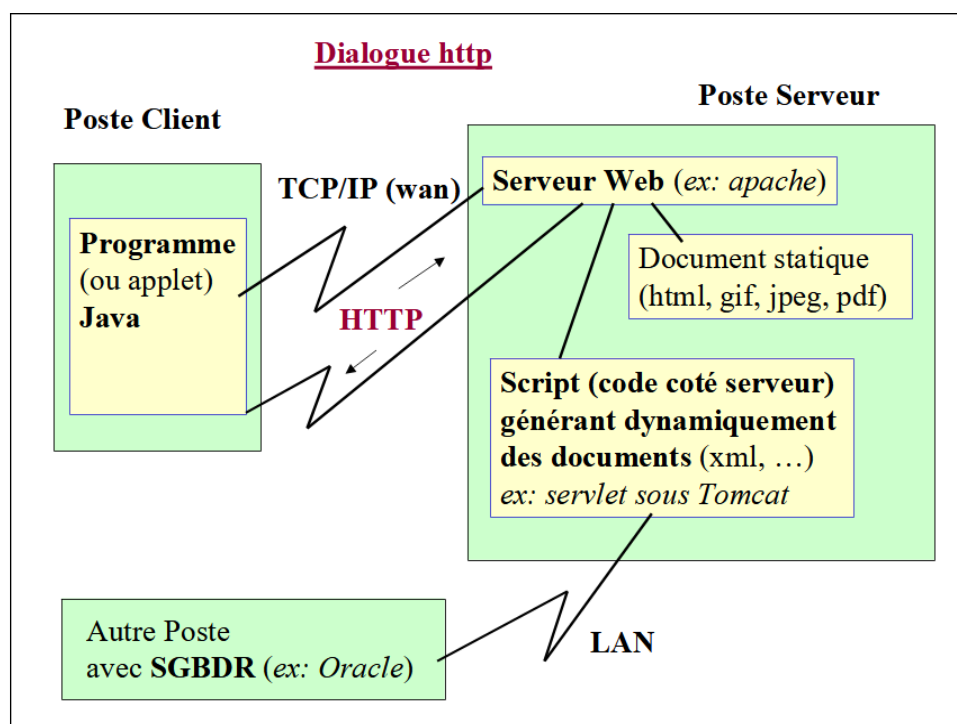 Dialogue http
Poste Serveur
Poste Client
TCP/IP (wan)
Serveur Web (ex: apache)
Programme
(ou applet)
Java
Document statique
(html, gif, jpeg, pdf)
HTTP
Script (code coté serveur)
générant dynamiquement
des documents (xml, …)
ex: servlet sous Tomcat
Autre Poste
avec SGBDR (ex: Oracle)
LAN